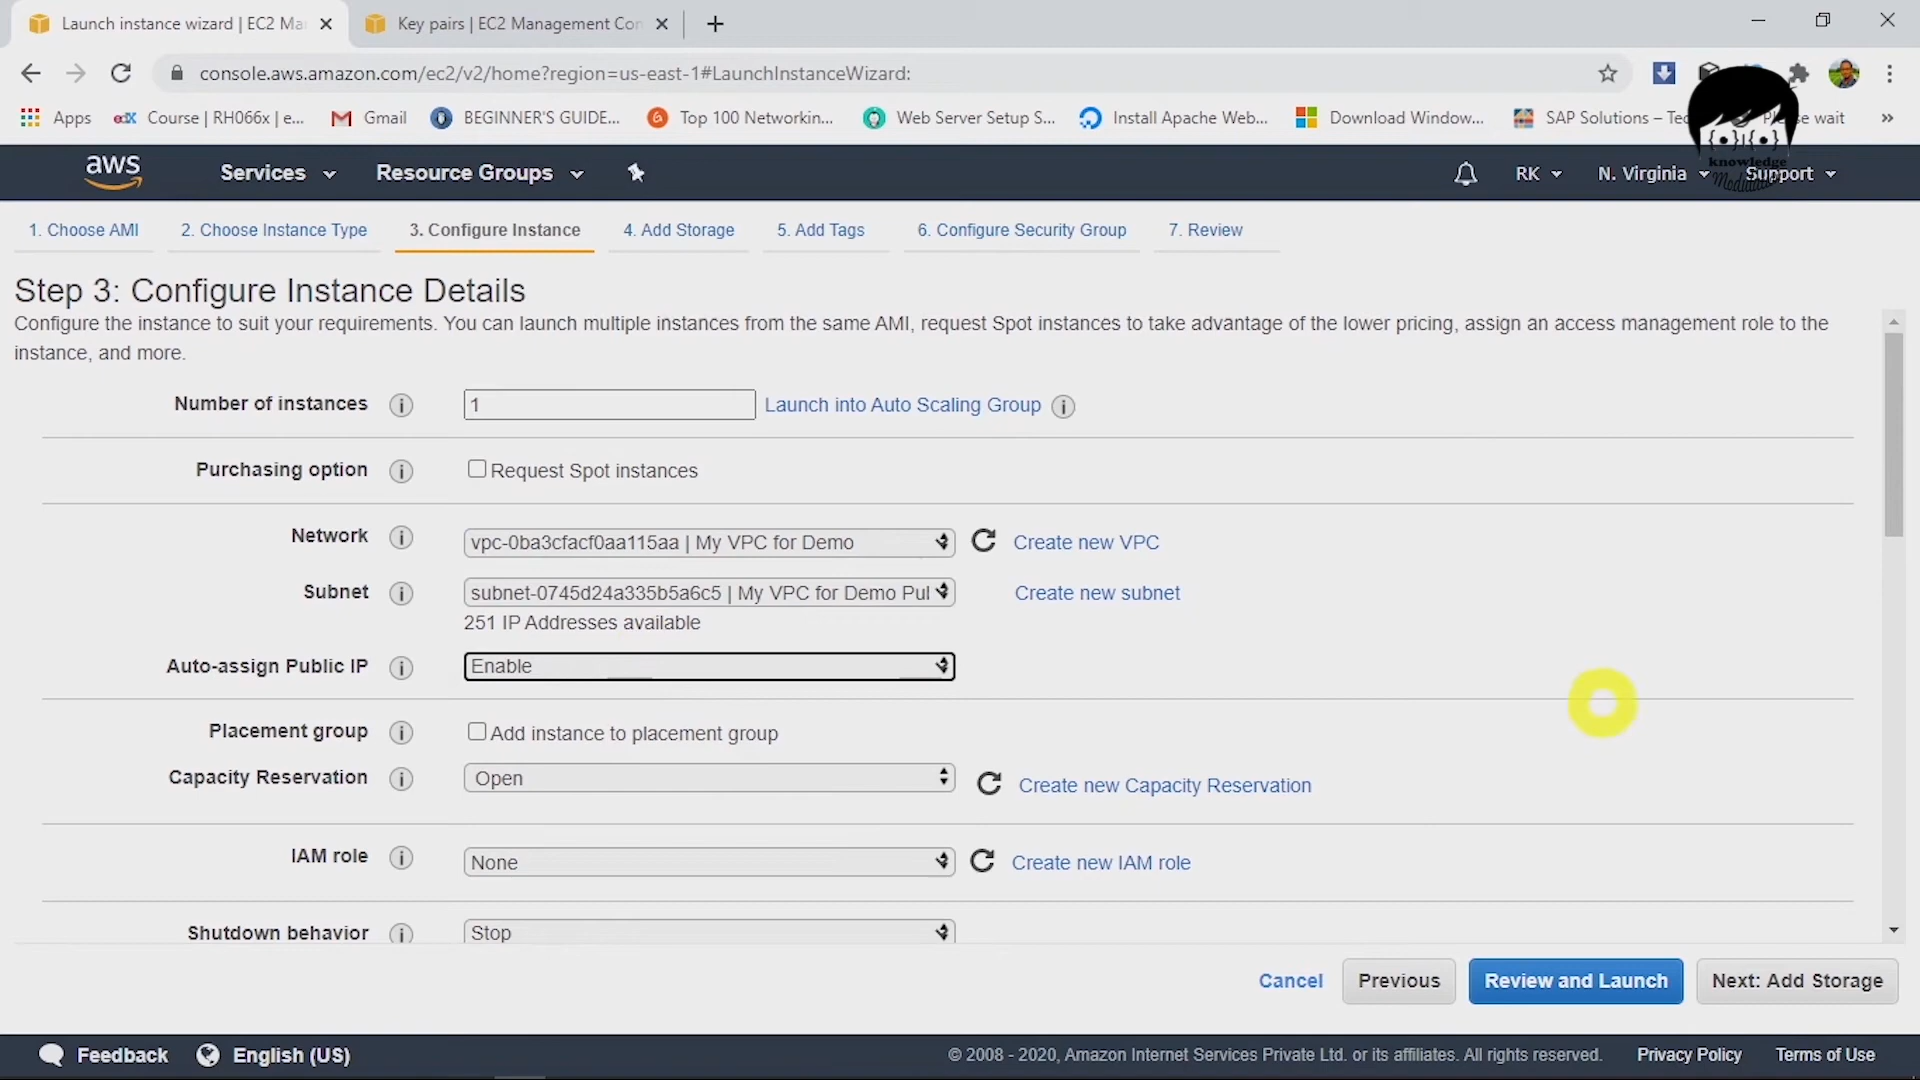 Launch instance wizard | EC2 Ma
Key pairs | EC2 Management Con
console.aws.amazon.com/ec2/v2/home?region=us-east-1#LaunchInstanceWizard:
Apps
edX Course | RH066x | e...
Gmail
BEGINNER'S GUIDE...
Top 100 Networkin...
Web Server Setup S...
Install Apache Web...
Download Window...
SAP Solutions – Tec
Please wait
»
knowledge
aws
Services
Resource Groups
RK
N. Virginia
Support
1. Choose AMI
2. Choose Instance Type
3. Configure Instance
4. Add Storage
5. Add Tags
6. Configure Security Group
7. Review
Step 3: Configure Instance Details
Configure the instance to suit your requirements. You can launch multiple instances from the same AMI, request Spot instances to take advantage of the lower pricing, assign an access management role to the
instance, and more.
Number of instances
i
1
Launch into Auto Scaling Group
i
Purchasing option
i
Request Spot instances
Network
i
vpc-0ba3cfacf0aa115aa | My VPC for Demo
Create new VPC
Subnet
i
subnet-0745d24a335b5a6c5 | My VPC for Demo Pul
Create new subnet
251 IP Addresses available
Auto-assign Public IP
i
Enable
Placement group
i
Add instance to placement group
Capacity Reservation
i
Open
Create new Capacity Reservation
IAM role
i
None
Create new IAM role
Shutdown behavior
i
Stop
Cancel
Previous
Review and Launch
Next: Add Storage
Feedback
English (US)
© 2008 - 2020, Amazon Internet Services Private Ltd. or its affiliates. All rights reserved.
Privacy Policy
Terms of Use